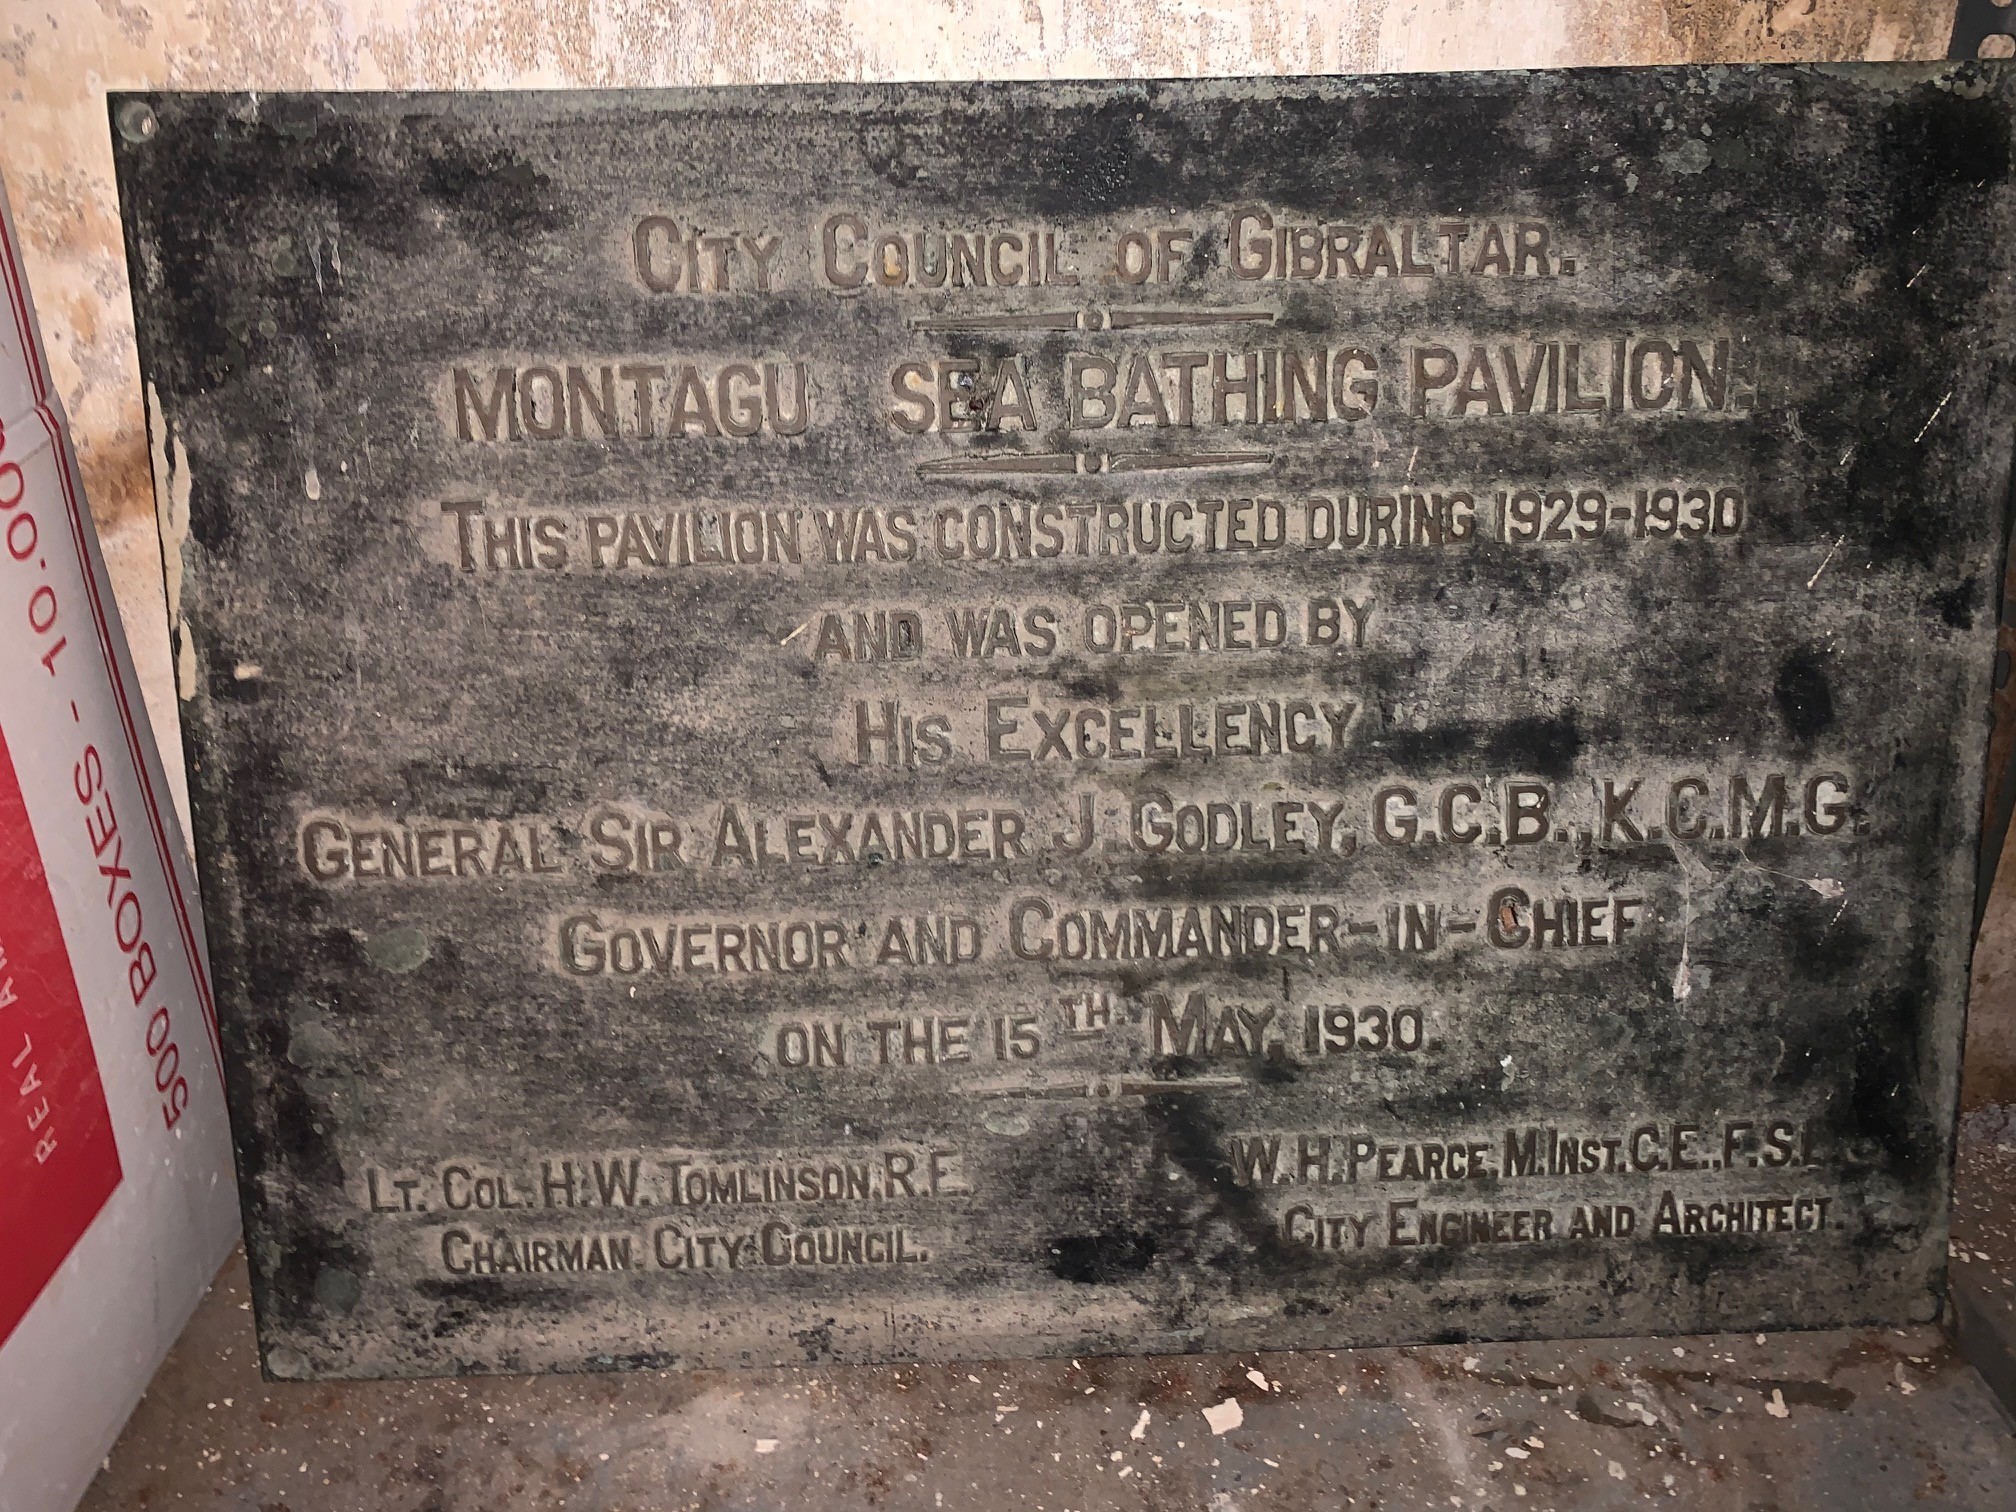 City Council of Gibraltar.
MONTAGU SEA BATHING PAVILION.
This pavilion was constructed during 1929-1930
and was opened by
His Excellency
General Sir Alexander J. Godley, G.C.B., K.C.M.G.
Governor and Commander-in-Chief
on the 15TH May, 1930.
Lt. Col. H.W. Tomlinson, R.E.
Chairman City Council.
W.H. Pearce, M.Inst.C.E., F.S.I.
City Engineer and Architect.
500 BOXES - 10.00
REAL